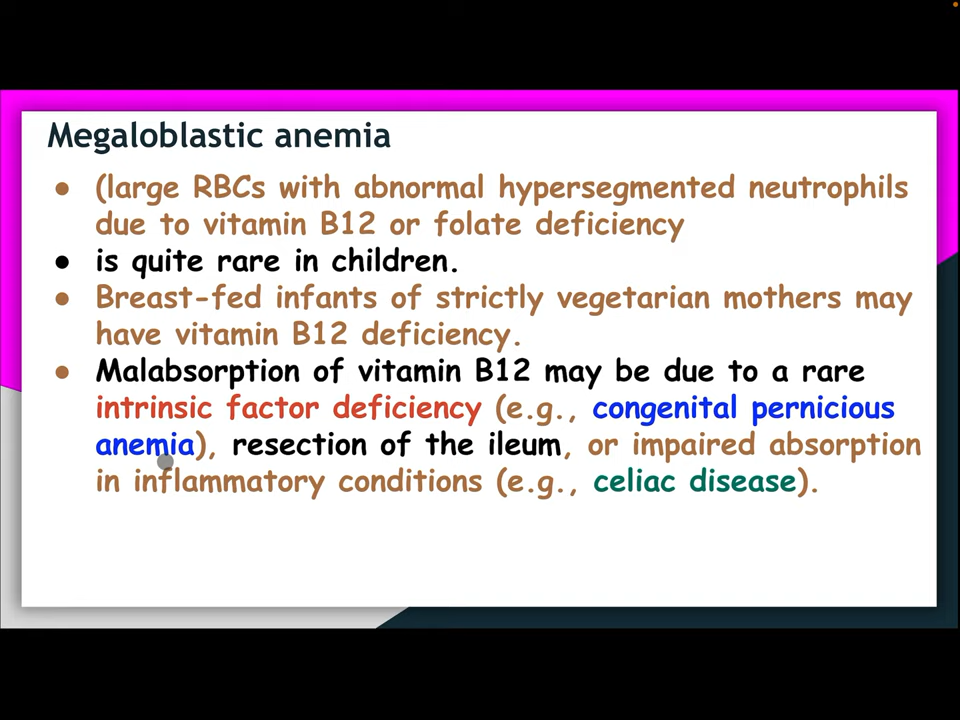 Megaloblastic anemia
● (large RBCs with abnormal hypersegmented neutrophils
due to vitamin B12 or folate deficiency
● is quite rare in children.
● Breast-fed infants of strictly vegetarian mothers may
have vitamin B12 deficiency.
● Malabsorption of vitamin B12 may be due to a rare
intrinsic factor deficiency (e.g., congenital pernicious
anemia), resection of the ileum, or impaired absorption
in inflammatory conditions (e.g., celiac disease).